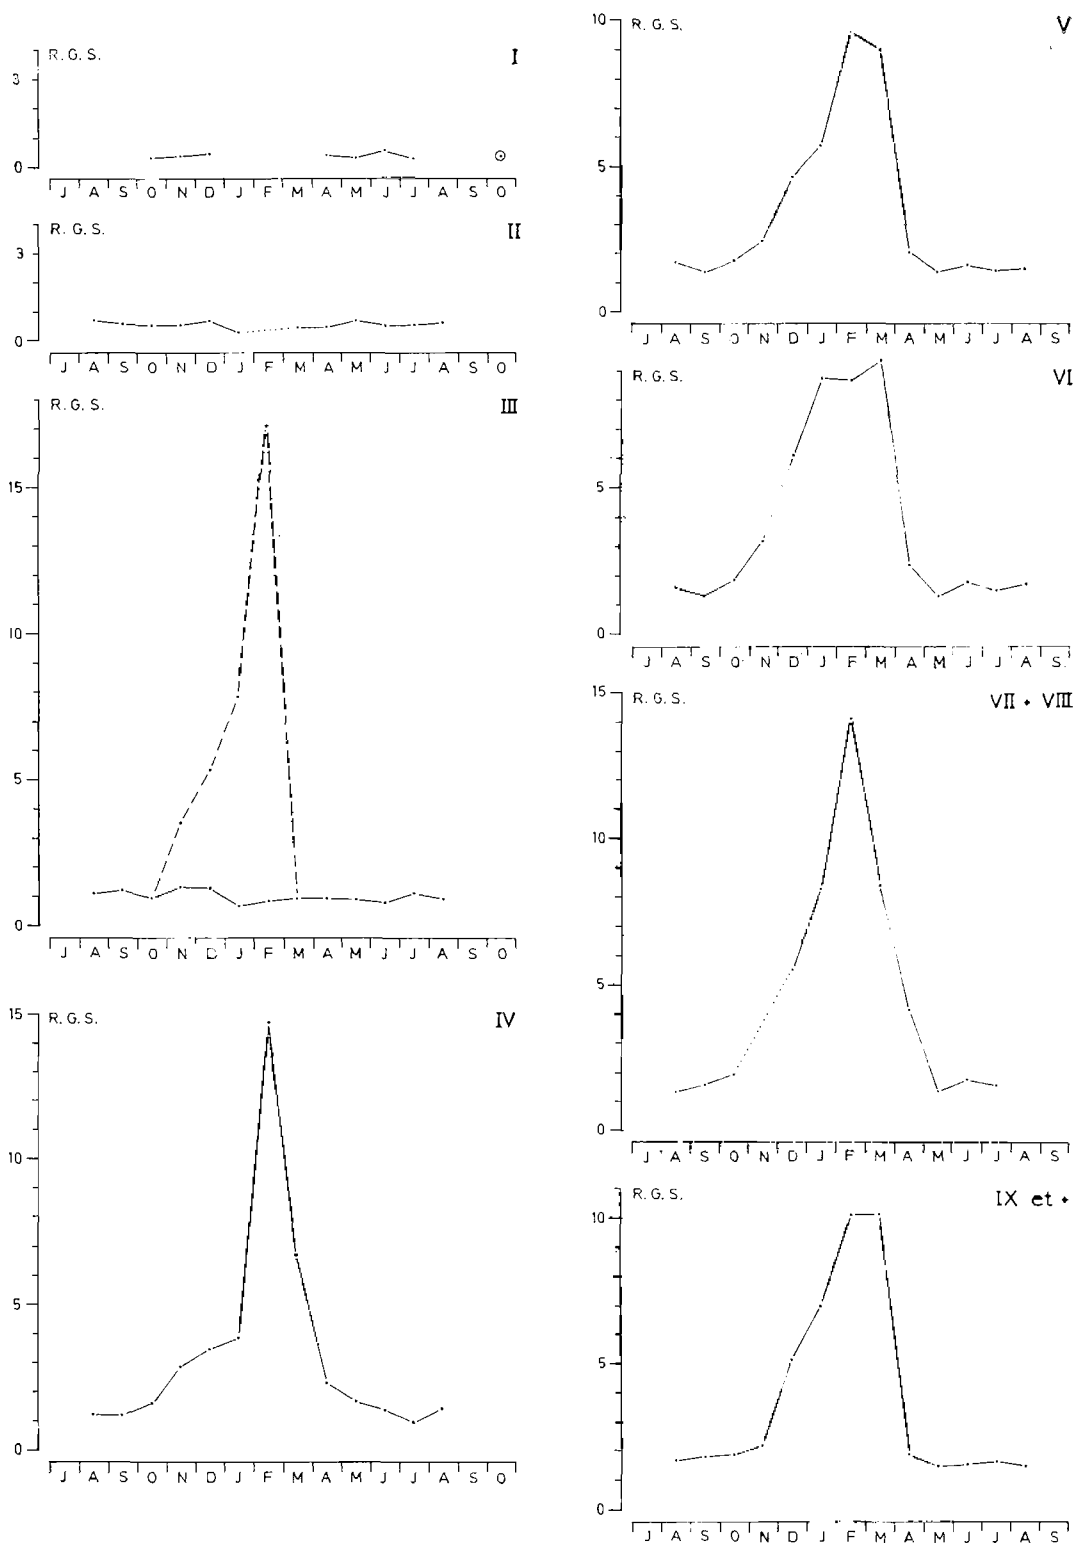 R.G.S. I
3
0
J A S O N D J F M A M J J A S O
R.G.S. II
3
0
J A S O N D J F M A M J J A S O
R.G.S. III
15
10
5
0
J A S O N D J F M A M J J A S O
15
R.G.S. IV
10
5
0
J A S O N D J F M A M J J A S O
10
R.G.S. V
5
0
J A S O N D J F M A M J J A S
R.G.S. VI
5
0
J A S O N D J F M A M J J A S.
15
R.G.S. VII + VIII
10
5
0
J A S O N D J F M A M J J A S
R.G.S. IX et +
10
5
0
J A S O N D J F M A M J J A S